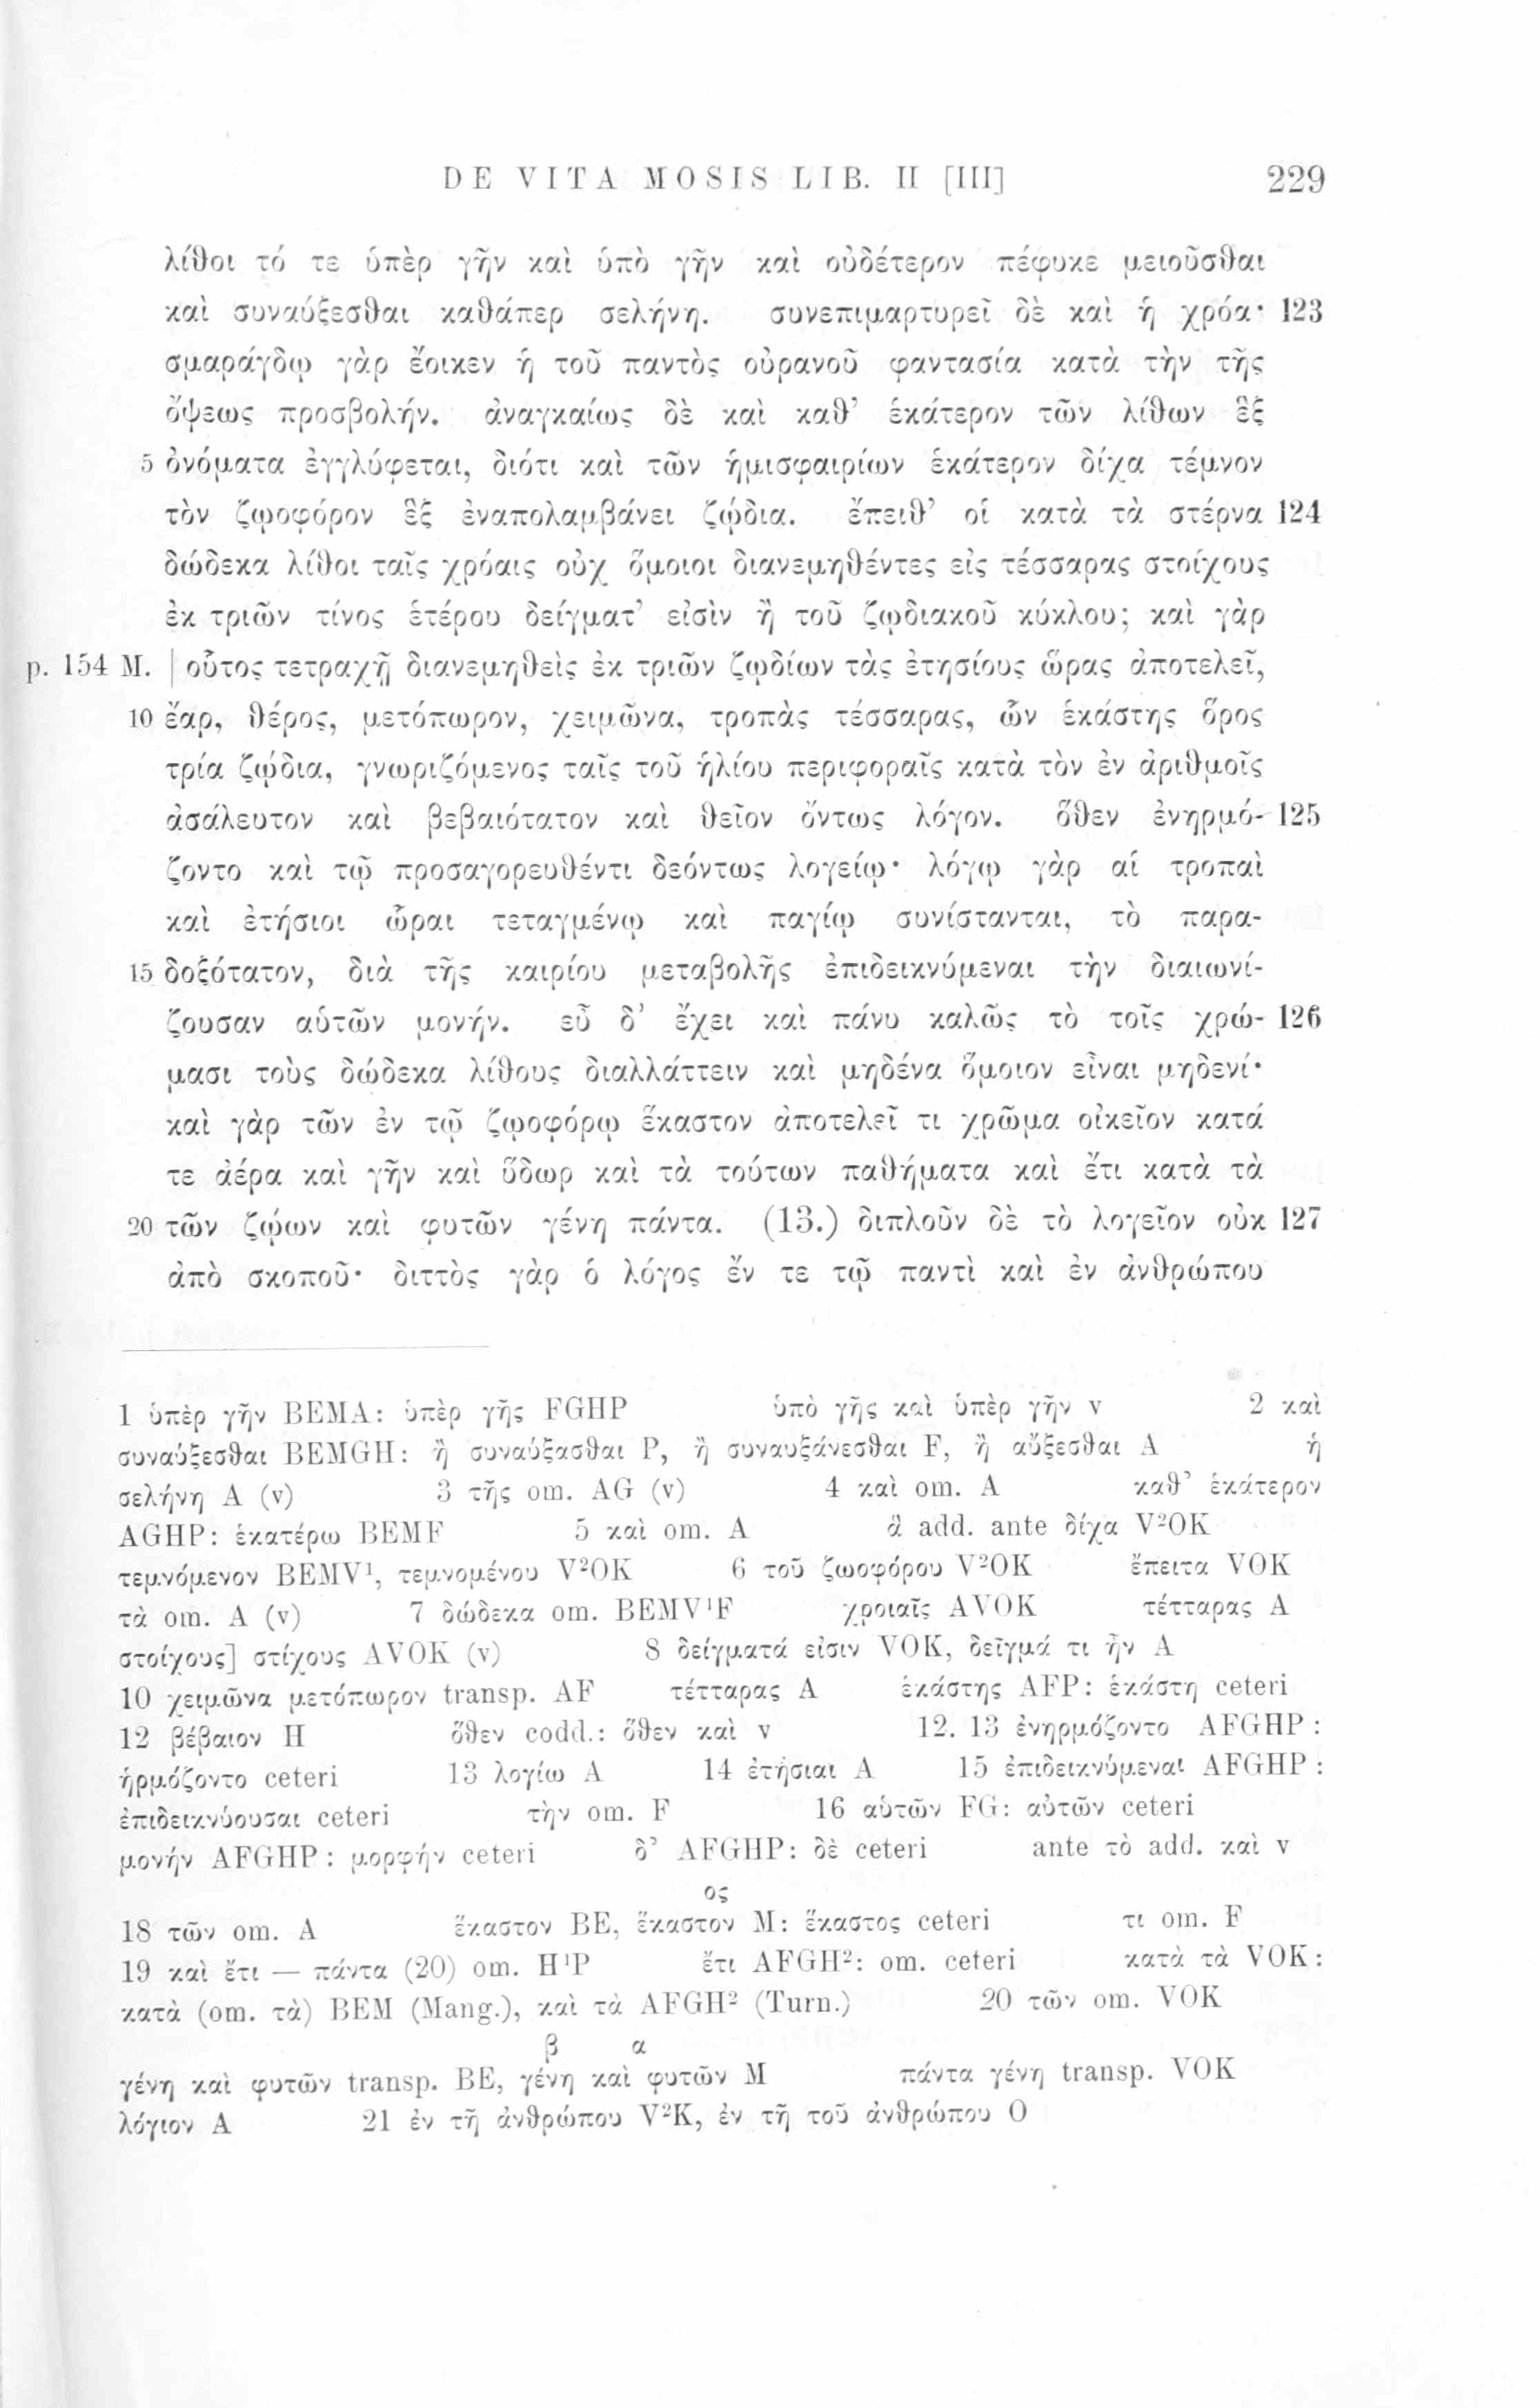 DE VITA MOSIS LIB. II [III] 229
λίθοι τό τε ὑπὲρ γῆν καὶ ὑπὸ γῆν καὶ οὐδέτερον πέφυκε μειοῦσθαι
καὶ συναύξεσθαι καθάπερ σελήνη. συνεπιμαρτυρεῖ δὲ καὶ ἡ χρόα· 123
σμαράγδῳ γὰρ ἔοικεν ἡ τοῦ παντὸς οὐρανοῦ φαντασία κατὰ τὴν τῆς
ὄψεως προσβολήν. ἀναγκαίως δὲ καὶ καθ’ ἑκάτερον τῶν λίθων ἓξ
5 ὀνόματα ἐγγλύφεται, διότι καὶ τῶν ἡμισφαιρίων ἑκάτερον δίχα τέμνον
τὸν ζῳοφόρον ἓξ ἐναπολαμβάνει ζῴδια. ἔπειθ’ οἱ κατὰ τὰ στέρνα 124
δώδεκα λίθοι ταῖς χρόαις οὐχ ὅμοιοι διανεμηθέντες εἰς τέσσαρας στοίχους
ἐκ τριῶν τίνος ἑτέρου δείγματ’ εἰσὶν ἢ τοῦ ζῳδιακοῦ κύκλου; καὶ γὰρ
p. 154 M. | οὗτος τετραχῇ διανεμηθεὶς ἐκ τριῶν ζῳδίων τὰς ἐτησίους ὥρας ἀποτελεῖ,
10 ἔαρ, θέρος, μετόπωρον, χειμῶνα, τροπὰς τέσσαρας, ὧν ἑκάστης ὅρος
τρία ζῴδια, γνωριζόμενος ταῖς τοῦ ἡλίου περιφοραῖς κατὰ τὸν ἐν ἀριθμοῖς
ἀσάλευτον καὶ βεβαιότατον καὶ θεῖον ὄντως λόγον. ὅθεν ἐνηρμό- 125
ζοντο καὶ τῷ προσαγορευθέντι δεόντως λογείῳ· λόγῳ γὰρ αἱ τροπαὶ
καὶ ἐτήσιοι ὧραι τεταγμένῳ καὶ παγίῳ συνίστανται, τὸ παρα-
15 δοξότατον, διὰ τῆς καιρίου μεταβολῆς ἐπιδεικνύμεναι τὴν διαιωνί-
ζουσαν αὑτῶν μονήν. εὖ δ’ ἔχει καὶ πάνυ καλῶς τὸ τοῖς χρώ- 126
μασι τοὺς δώδεκα λίθους διαλλάττειν καὶ μηδένα ὅμοιον εἶναι μηδενί·
καὶ γὰρ τῶν ἐν τῷ ζῳοφόρῳ ἕκαστον ἀποτελεῖ τι χρῶμα οἰκεῖον κατά
τε ἀέρα καὶ γῆν καὶ ὕδωρ καὶ τὰ τούτων παθήματα καὶ ἔτι κατὰ τὰ
20 τῶν ζῴων καὶ φυτῶν γένη πάντα. (13.) διπλοῦν δὲ τὸ λογεῖον οὐκ 127
ἀπὸ σκοποῦ· διττὸς γὰρ ὁ λόγος ἔν τε τῷ παντὶ καὶ ἐν ἀνθρώπου
1 ὑπὲρ γῆν BEMA: ὑπὲρ γῆς FGHP ὑπὸ γῆς καὶ ὑπὲρ γῆν v 2 καὶ
συναύξεσθαι BEMGH: ἢ συναύξασθαι P, ἢ συναυξάνεσθαι F, ἢ αὔξεσθαι A ἡ
σελήνη A (v) 3 τῆς om. AG (v) 4 καὶ om. A καθ’ ἑκάτερον
AGHP: ἑκατέρω BEMF 5 καὶ om. A ἃ add. ante δίχα V²OK
τεμνόμενον BEMV¹, τεμνομένου V²OK 6 τοῦ ζωοφόρου V²OK ἔπειτα VOK
τὰ om. A (v) 7 δώδεκα om. BEMV¹F χροιαῖς AVOK τέτταρας A
στοίχους] στίχους AVOK (v) 8 δείγματά εἰσιν VOK, δεῖγμά τι ἦν A
10 χειμῶνα μετόπωρον transp. AF τέτταρας A ἑκάστης AFP: ἑκάστη ceteri
12 βέβαιον H ὅθεν codd.: ὅθεν καὶ v 12. 13 ἐνηρμόζοντο AFGHP:
ἡρμόζοντο ceteri 13 λογίω A 14 ἐτήσιαι A 15 ἐπιδεικνύμεναι AFGHP:
ἐπιδεικνύουσαι ceteri τὴν om. F 16 αὑτῶν FG: αὐτῶν ceteri
μονήν AFGHP: μορφήν ceteri δ’ AFGHP: δὲ ceteri ante τὸ add. καὶ v
ος
18 τῶν om. A ἕκαστον BE, ἕκαστον M: ἕκαστος ceteri τι om. F
19 καὶ ἔτι — πάντα (20) om. H¹P ἔτι AFGH²: om. ceteri κατὰ τὰ VOK:
κατὰ (om. τὰ) BEM (Mang.), καὶ τὰ AFGH² (Turn.) 20 τῶν om. VOK
β α
γένη καὶ φυτῶν transp. BE, γένη καὶ φυτῶν M πάντα γένη transp. VOK
λόγιον A 21 ἐν τῇ ἀνθρώπου V²K, ἐν τῇ τοῦ ἀνθρώπου O